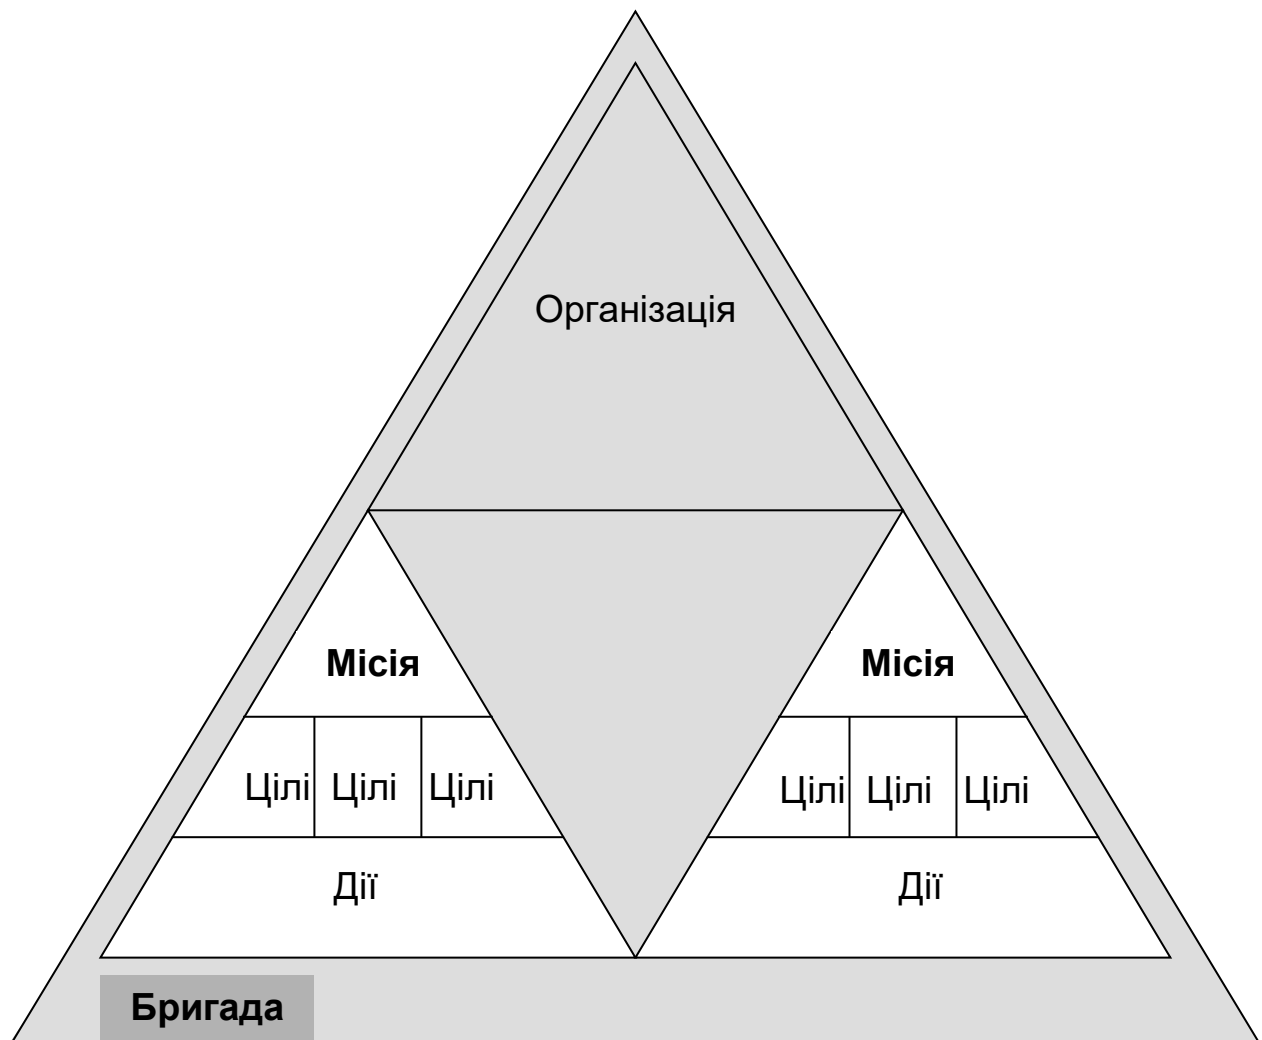 Організація
Місія
Місія
Цілі Цілі Цілі
Цілі Цілі Цілі
Дії
Дії
Бригада